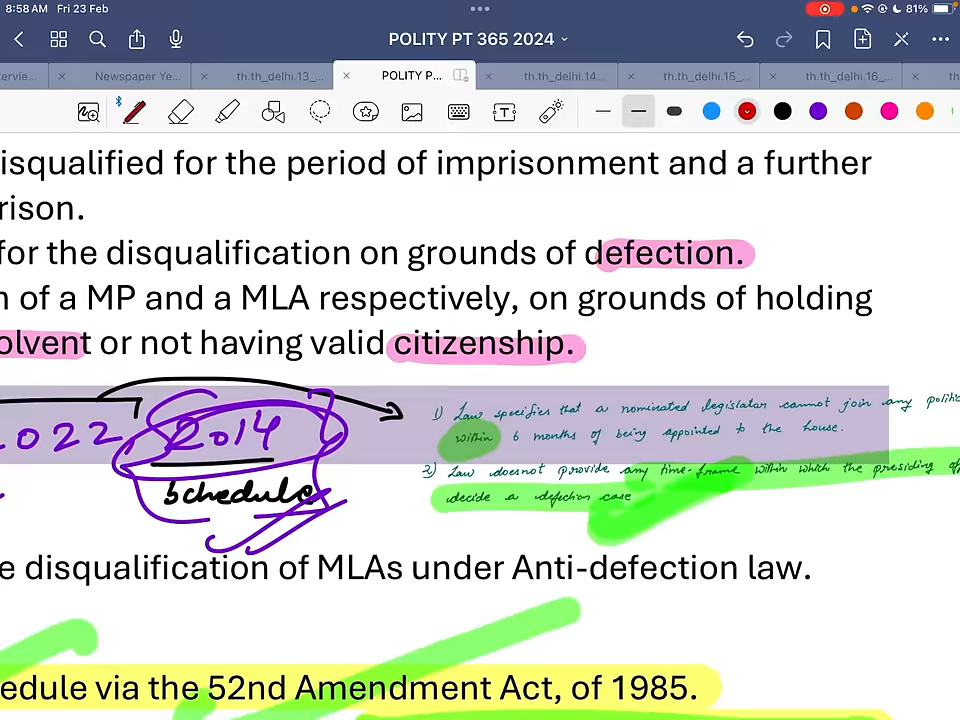 8:58 AM Fri 23 Feb
81%
POLITY PT 365 2024
tervie...
Newspaper Ye...
th.th_delhi.13_...
POLITY P...
th.th_delhi.14...
th.th_delhi.15_...
th.th_delhi.16_...
th
isqualified for the period of imprisonment and a further
rison.
for the disqualification on grounds of defection.
n of a MP and a MLA respectively, on grounds of holding
olvent or not having valid citizenship.
2022, 2014
schedule
1) Law specifies that a nominated legislator cannot join any politic
within 6 months of being appointed to the house.
2) Law doesnot provide any time-frame within which the presiding of
decide a defection case
e disqualification of MLAs under Anti-defection law.
edule via the 52nd Amendment Act, of 1985.